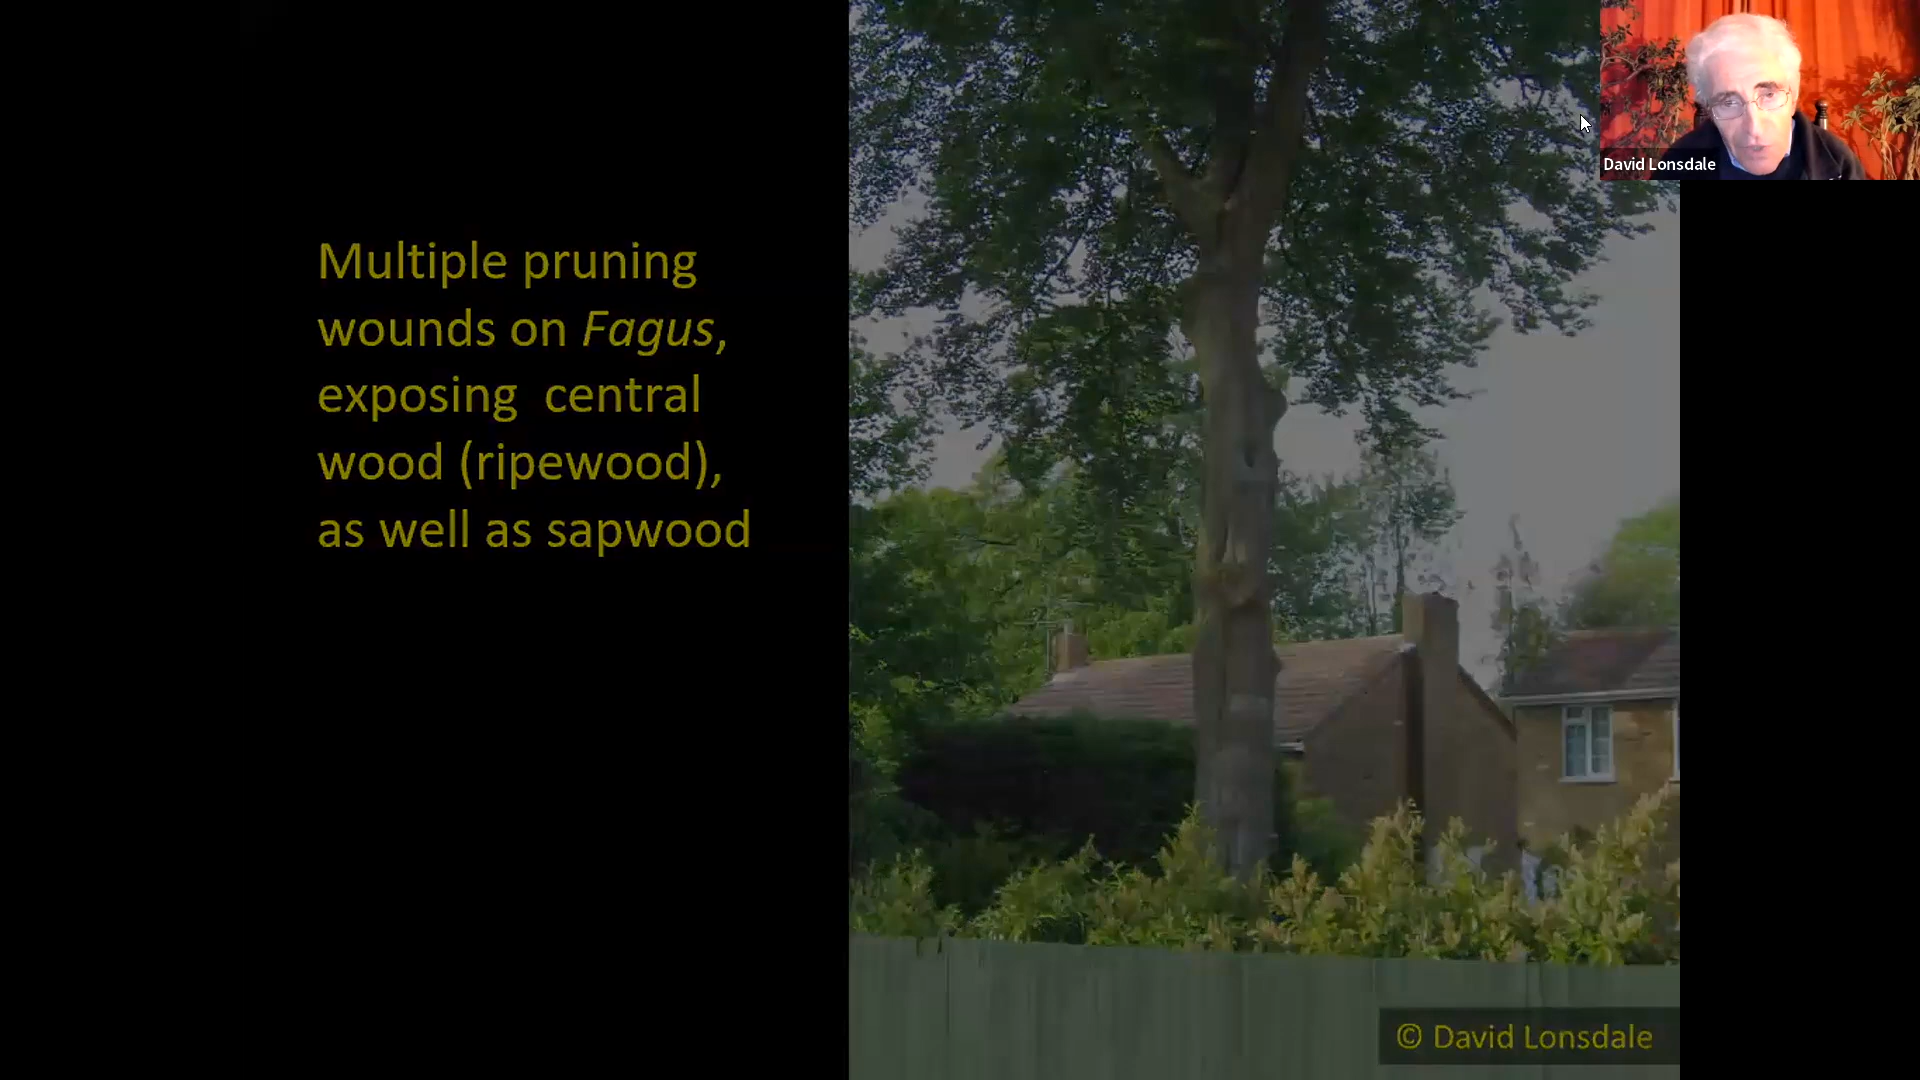 Multiple pruning
wounds on Fagus,
exposing central
wood (ripewood),
as well as sapwood
David Lonsdale
© David Lonsdale